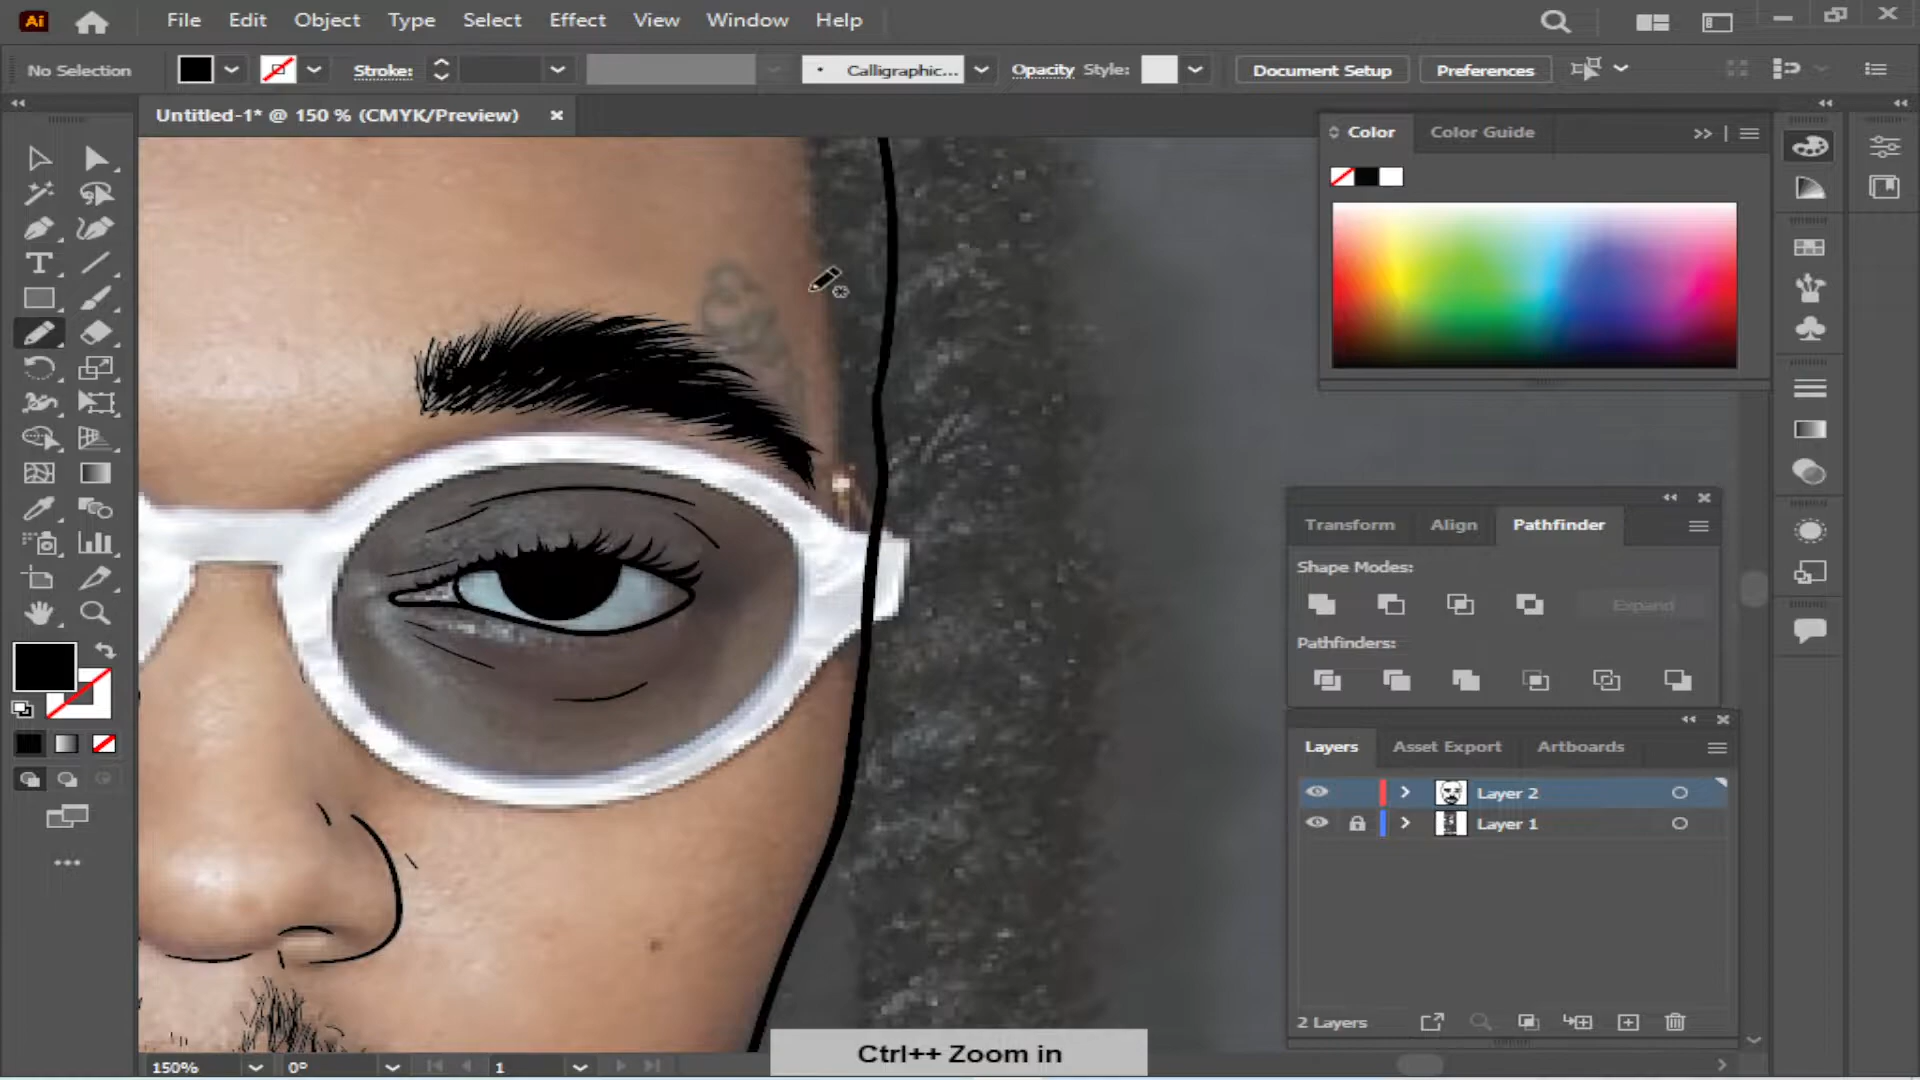 Ai File Edit Object Type Select Effect View Window Help
No Selection Stroke: Calligraphic... Opacity Style: Document Setup Preferences
Untitled-1* @ 150 % (CMYK/Preview)
Color Color Guide
Transform Align Pathfinder
Shape Modes:
Expand
Pathfinders:
Layers Asset Export Artboards
Layer 2
Layer 1
2 Layers
Ctrl++ Zoom in
150% 0° 1